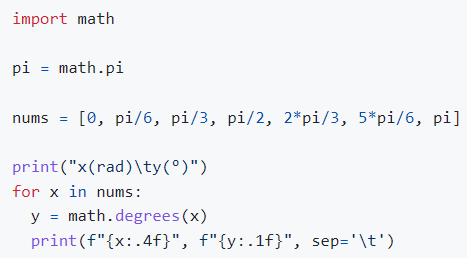 import math
pi = math.pi
nums = [0, pi/6, pi/3, pi/2, 2*pi/3, 5*pi/6, pi]
print("x(rad)\ty(º)")
for x in nums:
  y = math.degrees(x)
  print(f"{x:.4f}", f"{y:.1f}", sep='\t')